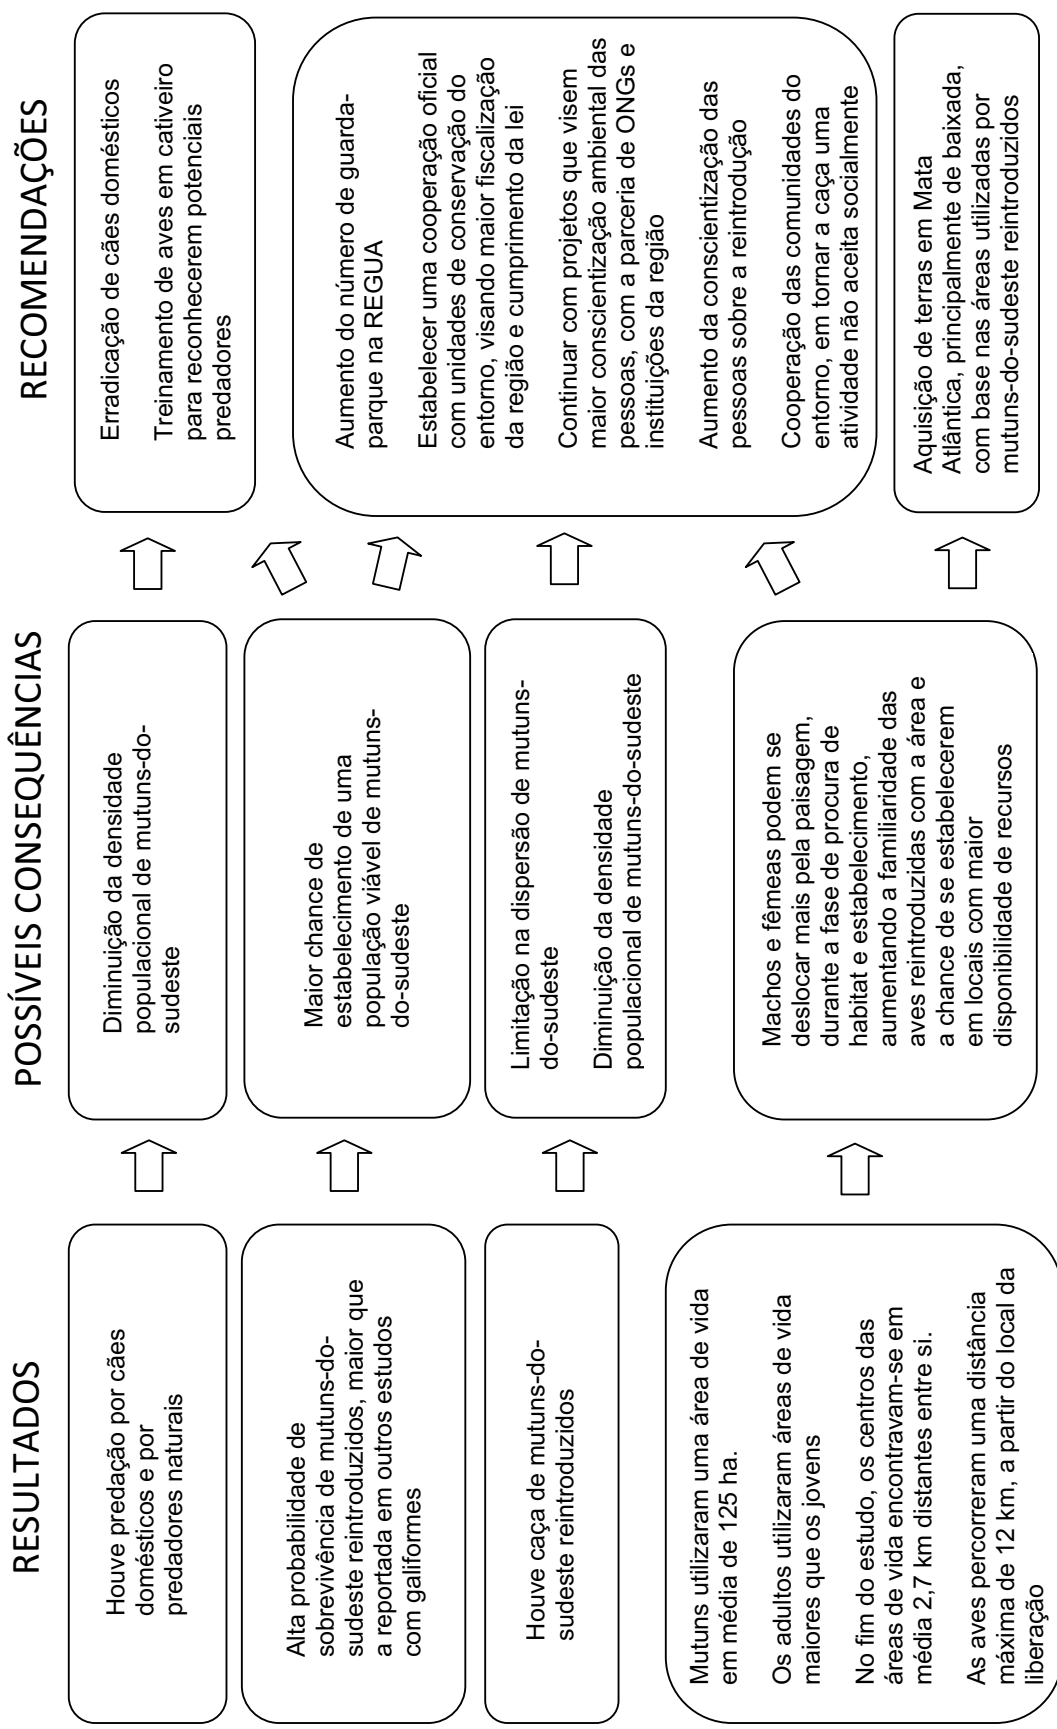 RESULTADOS
Houve predação por cães
domésticos e por
predadores naturais
Alta probabilidade de
sobrevivência de mutuns-do-
sudeste reintroduzidos, maior que
a reportada em outros estudos
com galiformes
Houve caça de mutuns-do-
sudeste reintroduzidos
Mutuns utilizaram uma área de vida
em média de 125 ha.
Os adultos utilizaram áreas de vida
maiores que os jovens
No fim do estudo, os centros das
áreas de vida encontravam-se em
média 2,7 km distantes entre si.
As aves percorreram uma distância
máxima de 12 km, a partir do local da
liberação
POSSÍVEIS CONSEQUÊNCIAS
Diminuição da densidade
populacional de mutuns-do-
sudeste
Maior chance de
estabelecimento de uma
população viável de mutuns-
do-sudeste
Limitação na dispersão de mutuns-
do-sudeste
Diminuição da densidade
populacional de mutuns-do-sudeste
Machos e fêmeas podem se
deslocar mais pela paisagem,
durante a fase de procura de
habitat e estabelecimento,
aumentando a familiaridade das
aves reintroduzidas com a área e
a chance de se estabelecerem
em locais com maior
disponibilidade de recursos
RECOMENDAÇÕES
Erradicação de cães domésticos
Treinamento de aves em cativeiro
para reconhecerem potenciais
predadores
Aumento do número de guarda-
parque na REGUA
Estabelecer uma cooperação oficial
com unidades de conservação do
entorno, visando maior fiscalização
da região e cumprimento da lei
Continuar com projetos que visem
maior conscientização ambiental das
pessoas, com a parceria de ONGs e
instituições da região
Aumento da conscientização das
pessoas sobre a reintrodução
Cooperação das comunidades do
entorno, em tornar a caça uma
atividade não aceita socialmente
Aquisição de terras em Mata
Atlântica, principalmente de baixada,
com base nas áreas utilizadas por
mutuns-do-sudeste reintroduzidos